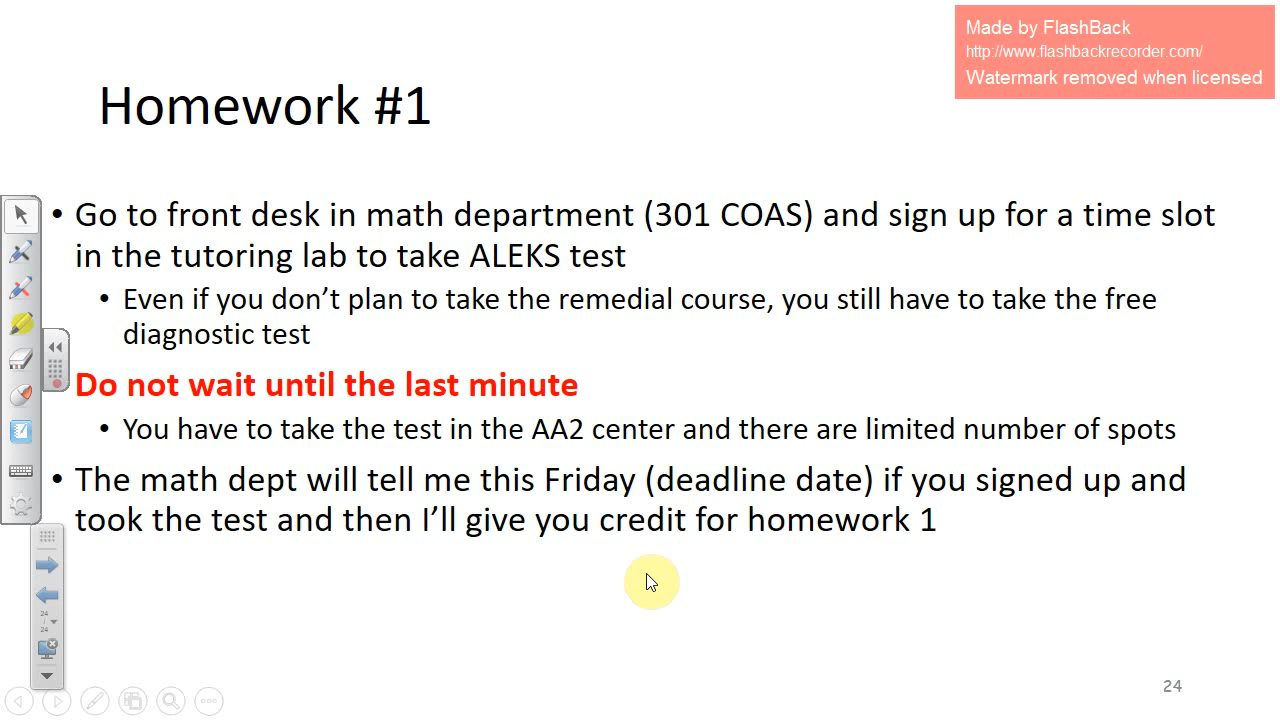 Made by FlashBack
http://www.flashbackrecorder.com/
Watermark removed when licensed
Homework #1
• Go to front desk in math department (301 COAS) and sign up for a time slot
in the tutoring lab to take ALEKS test
• Even if you don’t plan to take the remedial course, you still have to take the free
diagnostic test
Do not wait until the last minute
• You have to take the test in the AA2 center and there are limited number of spots
• The math dept will tell me this Friday (deadline date) if you signed up and
took the test and then I’ll give you credit for homework 1
24
/
24
24